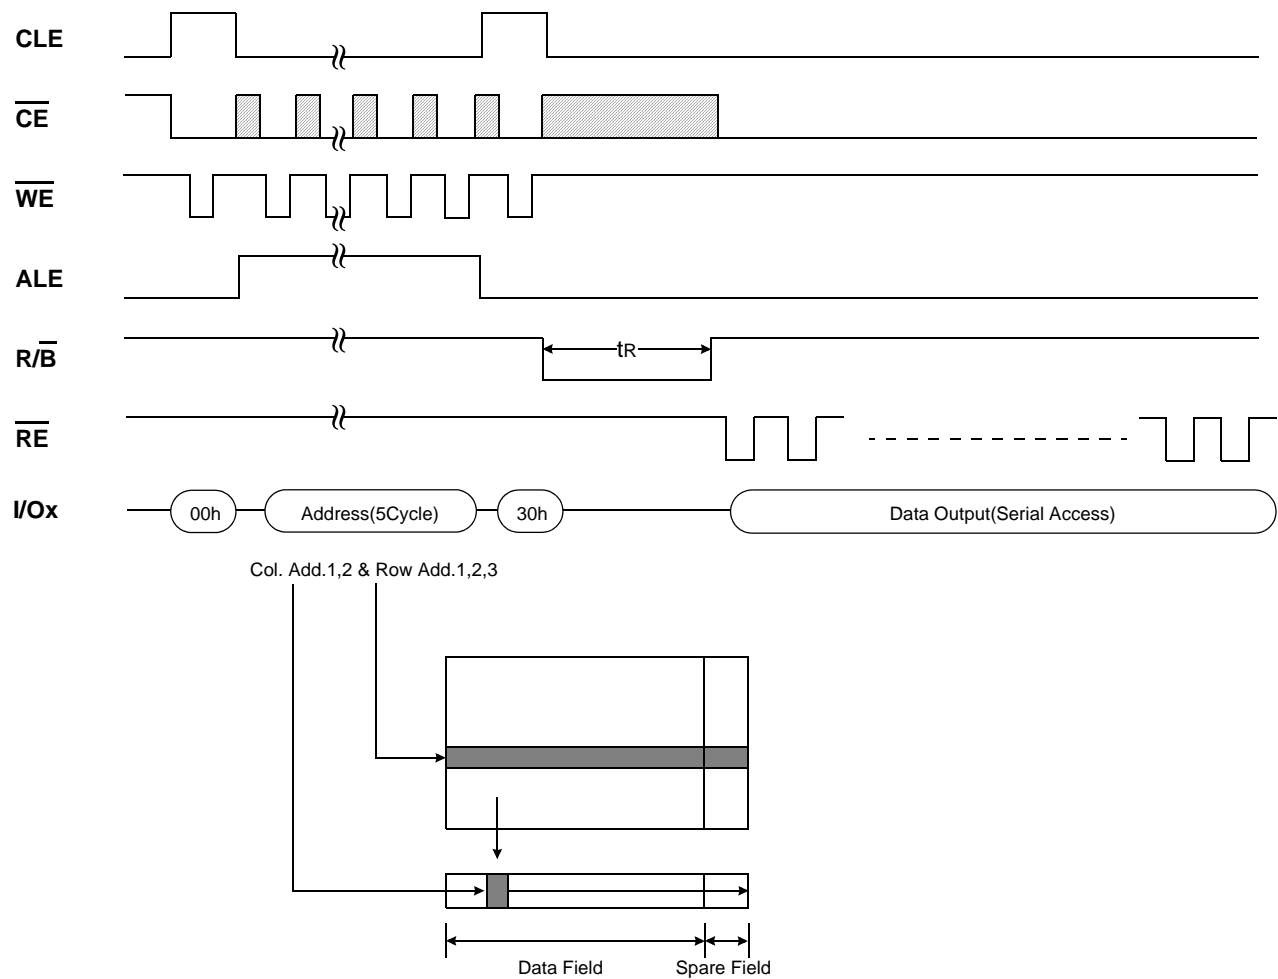 CLE
CE
WE
ALE
R/B
tR
RE
I/Ox
00h
Address(5Cycle)
30h
Data Output(Serial Access)
Col. Add.1,2 & Row Add.1,2,3
Data Field
Spare Field